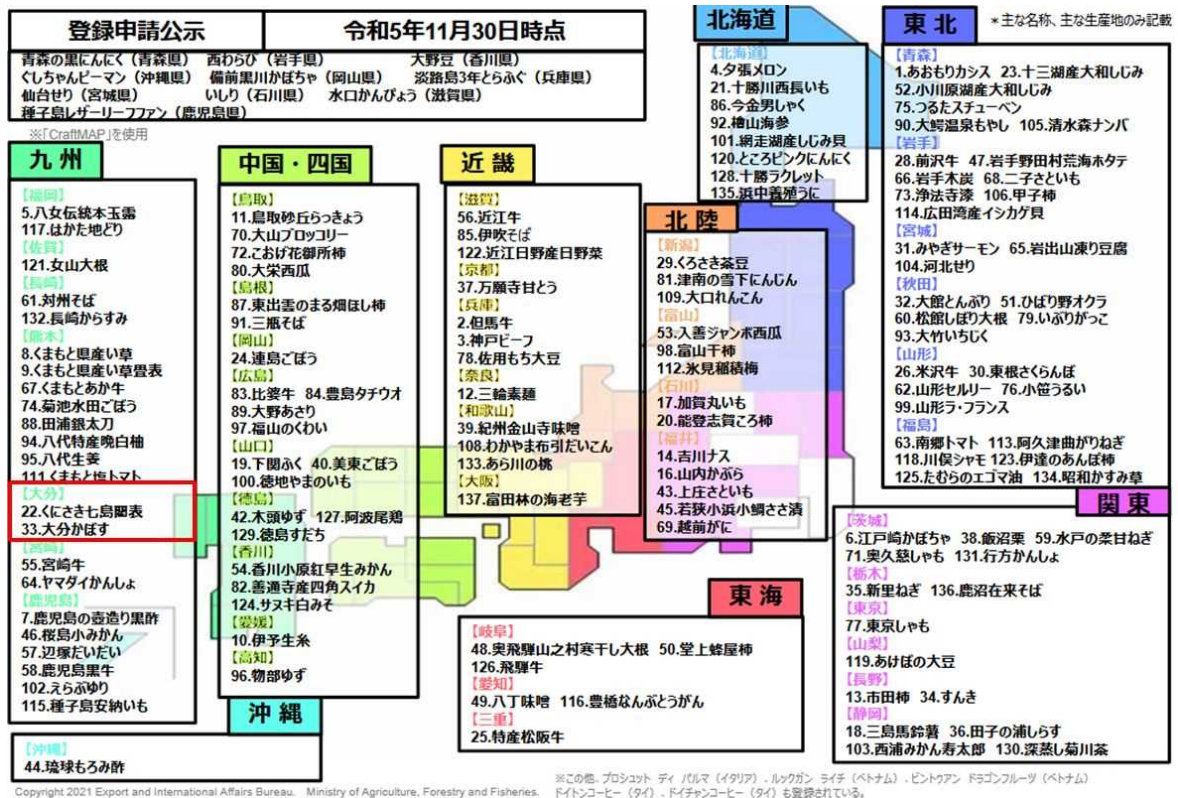 登録申請公示 令和5年11月30日時点
青森の黒にんにく（青森県） 西わらび（岩手県） 大野豆（香川県）
ぐしちゃんピーマン（沖縄県） 備前黒川かぼちゃ（岡山県） 淡路島3年とらふぐ（兵庫県）
仙台せり（宮城県） いしり（石川県） 水口かんぴょう（滋賀県）
種子島レザーリーフファン（鹿児島県）
※「CraftMAP」を使用
北海道
【北海道】
4.夕張メロン
21.十勝川西長いも
86.今金男しゃく
92.檜山海参
101.網走湖産しじみ貝
120.ところピンクにんにく
128.十勝ラクレット
135.浜中養殖うに
東北
*主な名称、主な生産地のみ記載
【青森】
1.あおもりカシス 23.十三湖産大和しじみ
52.小川原湖産大和しじみ
75.つるたスチューベン
90.大鰐温泉もやし 105.清水森ナンバ
【岩手】
28.前沢牛 47.岩手野田村荒海ホタテ
66.岩手木炭 68.二子さといも
73.浄法寺漆 106.甲子柿
114.広田湾産イシカゲ貝
【宮城】
31.みやぎサーモン 65.岩出山凍り豆腐
104.河北せり
【秋田】
32.大館とんぶり 51.ひばり野オクラ
60.松館しぼり大根 79.いぶりがっこ
93.大竹いちじく
【山形】
26.米沢牛 30.東根さくらんぼ
62.山形セルリー 76.小笹うるい
99.山形ラ・フランス
【福島】
63.南郷トマト 113.阿久津曲がりねぎ
118.川俣シャモ 123.伊達のあんぽ柿
125.たむらのエゴマ油 134.昭和かすみ草
九州
【福岡】
5.八女伝統本玉露
117.はかた地どり
【佐賀】
121.女山大根
【長崎】
61.対州そば
132.長崎からすみ
【熊本】
8.くまもと県産い草
9.くまもと県産い草畳表
67.くまもとあか牛
74.菊池水田ごぼう
88.田浦銀太刀
94.八代特産晩白柚
95.八代生姜
111.くまもと塩トマト
【大分】
22.くにさき七島藺表
33.大分かぼす
【宮崎】
55.宮崎牛
64.ヤマダイかんしょ
【鹿児島】
7.鹿児島の壺造り黒酢
46.桜島小みかん
57.辺塚だいだい
58.鹿児島黒牛
102.えらぶゆり
115.種子島安納いも
中国・四国
【鳥取】
11.鳥取砂丘らっきょう
70.大山ブロッコリー
72.こおげ花御所柿
80.大栄西瓜
【島根】
87.東出雲のまる畑ほし柿
91.三瓶そば
【岡山】
24.連島ごぼう
【広島】
83.比婆牛 84.豊島タチウオ
89.大野あさり
97.福山のくわい
【山口】
19.下関ふく 40.美東ごぼう
100.徳地やまのいも
【徳島】
42.木頭ゆず 127.阿波尾鶏
129.徳島すだち
【香川】
54.香川小原紅早生みかん
82.善通寺産四角スイカ
124.サヌキ白みそ
【愛媛】
10.伊予生糸
【高知】
96.物部ゆず
近畿
【滋賀】
56.近江牛
85.伊吹そば
122.近江日野産日野菜
【京都】
37.万願寺甘とう
【兵庫】
2.但馬牛
3.神戸ビーフ
78.佐用もち大豆
【奈良】
12.三輪素麺
【和歌山】
39.紀州金山寺味噌
108.わかやま布引だいこん
133.あら川の桃
【大阪】
137.富田林の海老芋
北陸
【新潟】
29.くろさき茶豆
81.津南の雪下にんじん
109.大口れんこん
【富山】
53.入善ジャンボ西瓜
98.富山干柿
112.氷見稲積梅
【石川】
17.加賀丸いも
20.能登志賀ころ柿
【福井】
14.吉川ナス
16.山内かぶら
43.上庄さといも
45.若狭小浜小鯛ささ漬
69.越前がに
関東
【茨城】
6.江戸崎かぼちゃ 38.飯沼栗 59.水戸の柔甘ねぎ
71.奥久慈しゃも 131.行方かんしょ
【栃木】
35.新里ねぎ 136.鹿沼在来そば
【東京】
77.東京しゃも
【山梨】
119.あけぼの大豆
【長野】
13.市田柿 34.すんき
【静岡】
18.三島馬鈴薯 36.田子の浦しらす
103.西浦みかん寿太郎 130.深蒸し菊川茶
東海
【岐阜】
48.奥飛騨山之村寒干し大根 50.堂上蜂屋柿
126.飛騨牛
【愛知】
49.八丁味噌 116.豊橋なんぶとうがん
【三重】
25.特産松阪牛
沖縄
【沖縄】
44.琉球もろみ酢
※この他、プロシュット ディ パルマ（イタリア）、ルックガン ライチ（ベトナム）、ビントゥアン ドラゴンフルーツ（ベトナム）
ドイトンコーヒー（タイ）、ドイチャンコーヒー（タイ）も登録されている。
Copyright 2021 Export and International Affairs Bureau. Ministry of Agriculture, Forestry and Fisheries.